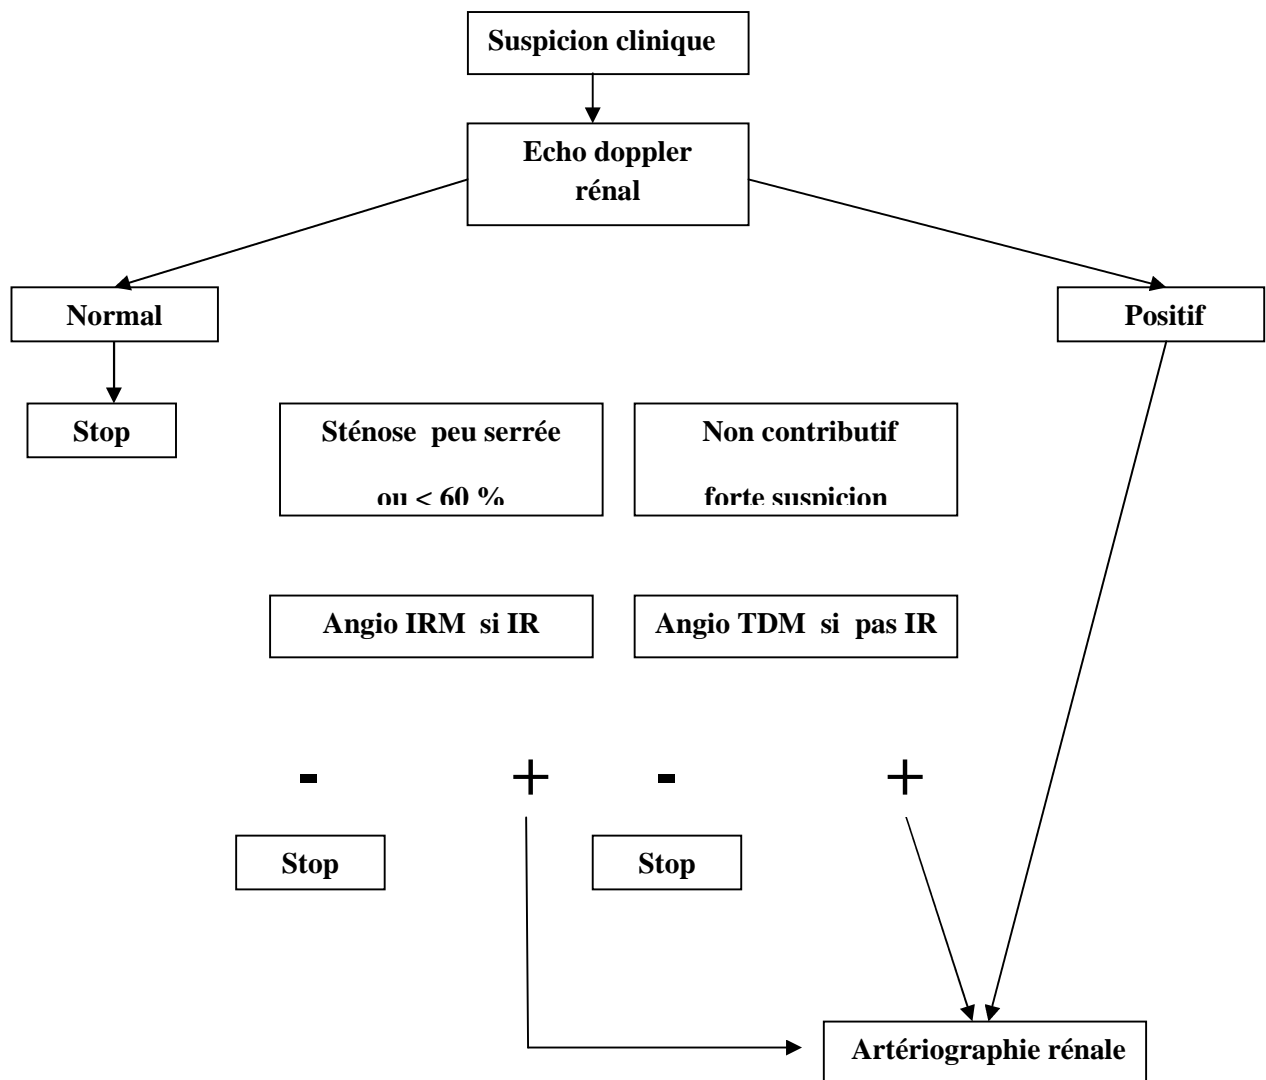 Suspicion clinique
Echo doppler
rénal
Normal
Positif
Stop
Sténose peu serrée
ou < 60 %
Non contributif
forte suspicion
Angio IRM si IR
Angio TDM si pas IR
- + - +
Stop
Stop
Artériographie rénale